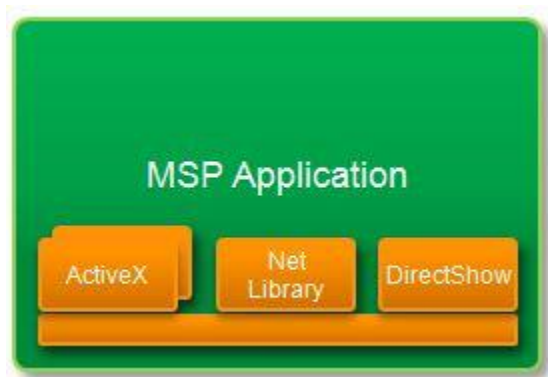 MSP Application
ActiveX
Net
Library
DirectShow